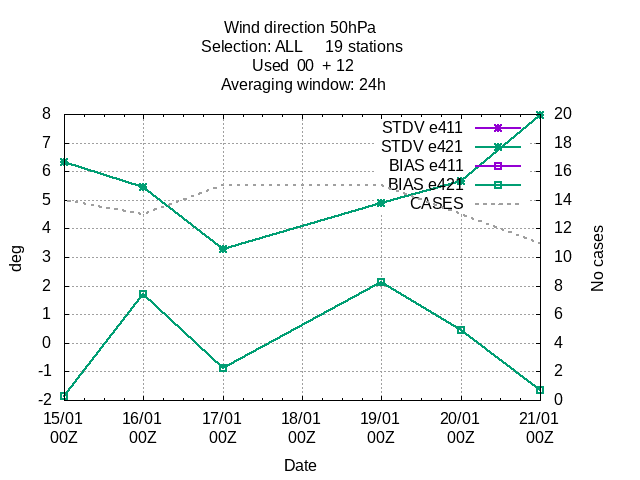 Wind direction 50hPa
Selection: ALL 19 stations
Used 00 + 12
Averaging window: 24h
8 20
7 STDV e411 18
6 STDV e421 16
5 BIAS e411 14
4 BIAS e421 12
3 CASES 10
2 8
1 6
0 4
-1 2
-2 0
deg
No cases
15/01 16/01 17/01 18/01 19/01 20/01 21/01
00Z 00Z 00Z 00Z 00Z 00Z 00Z
Date